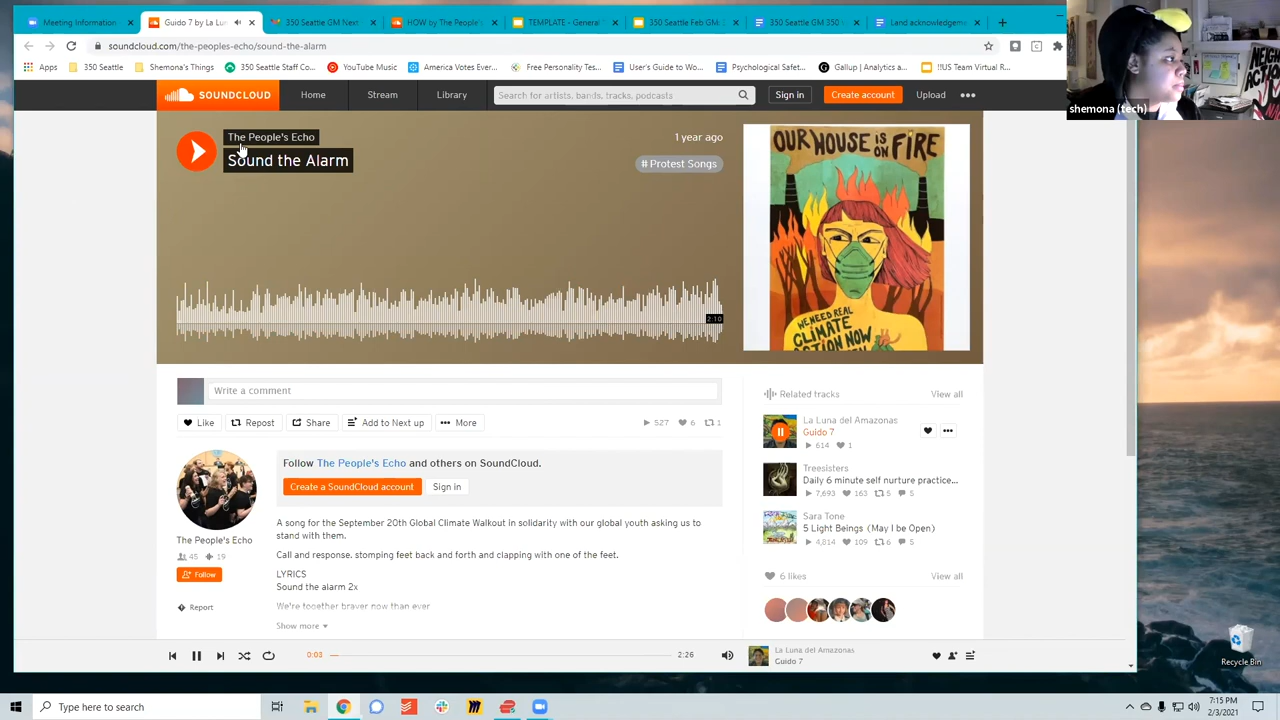 Meeting Information
Guido 7 by La Lu
350 Seattle GM Next
HOW by The People's
TEMPLATE - General
350 Seattle Feb GM
350 Seattle GM 350
Land acknowledgeme
soundcloud.com/the-peoples-echo/sound-the-alarm
Apps
350 Seattle
Shemona's Things
350 Seattle Staff Co...
YouTube Music
America Votes Ever...
Free Personality Tes...
User's Guide to Wo...
Psychological Safet...
Gallup | Analytics a...
!!US Team Virtual R...
shemona (tech)
SOUNDCLOUD
Home
Stream
Library
Search for artists, bands, tracks, podcasts
Sign in
Create account
Upload
The People's Echo
Sound the Alarm
1 year ago
# Protest Songs
2:10
OUR HOUSE IS ON FIRE
WE NEED REAL
CLIMATE
ACTION NOW
Write a comment
Like
Repost
Share
Add to Next up
More
527
6
1
Follow The People's Echo and others on SoundCloud.
Create a SoundCloud account
Sign in
The People's Echo
45
19
Follow
Report
A song for the September 20th Global Climate Walkout in solidarity with our global youth asking us to
stand with them.
Call and response. stomping feet back and forth and clapping with one of the feet.
LYRICS
Sound the alarm 2x
We're together braver now than ever
Show more
Related tracks
View all
La Luna del Amazonas
Guido 7
614
1
Treesisters
Daily 6 minute self nurture practice...
7,693
163
5
5
Sara Tone
5 Light Beings (May I be Open)
4,814
109
6
5
6 likes
View all
0:03
2:26
La Luna del Amazonas
Guido 7
Recycle Bin
Type here to search
7:15 PM
2/3/2021